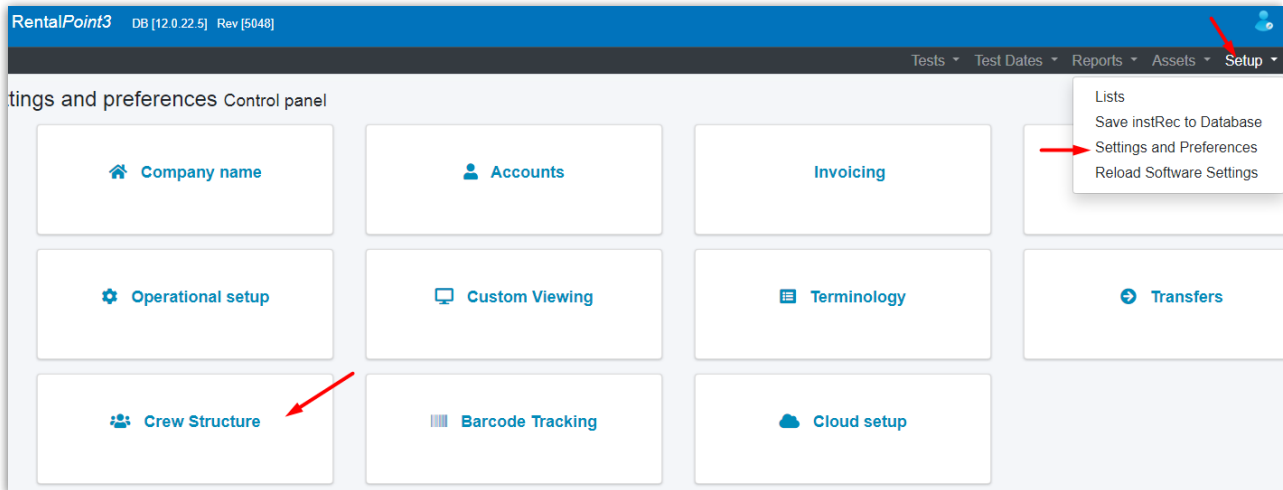 RentalPoint3 DB [12.0.22.5] Rev [5048]
Tests Test Dates Reports Assets Setup
tings and preferences Control panel
Lists
Save instRec to Database
Settings and Preferences
Reload Software Settings
Company name Accounts Invoicing
Operational setup Custom Viewing Terminology Transfers
Crew Structure Barcode Tracking Cloud setup